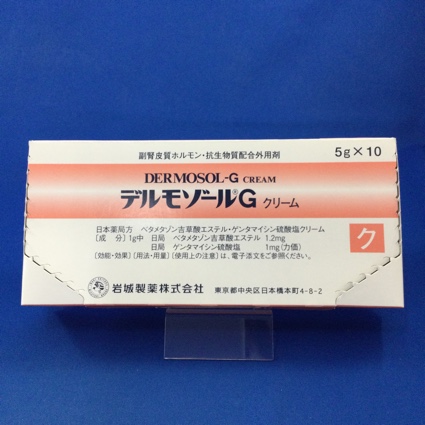 副腎皮質ホルモン・抗生物質配合外用剤
5g×10
DERMOSOL-G CREAM
デルモゾール®G クリーム
日本薬局方 ベタメタゾン吉草酸エステル・ゲンタマイシン硫酸塩クリーム
〔成 分〕1g中 日局 ベタメタゾン吉草酸エステル 1.2mg
日局 ゲンタマイシン硫酸塩 1mg(力価)
〔効能・効果〕〔用法・用量〕〔使用上の注意〕は、電子添文をご参照ください。
ク
岩城製薬株式会社 東京都中央区日本橋本町4-8-2